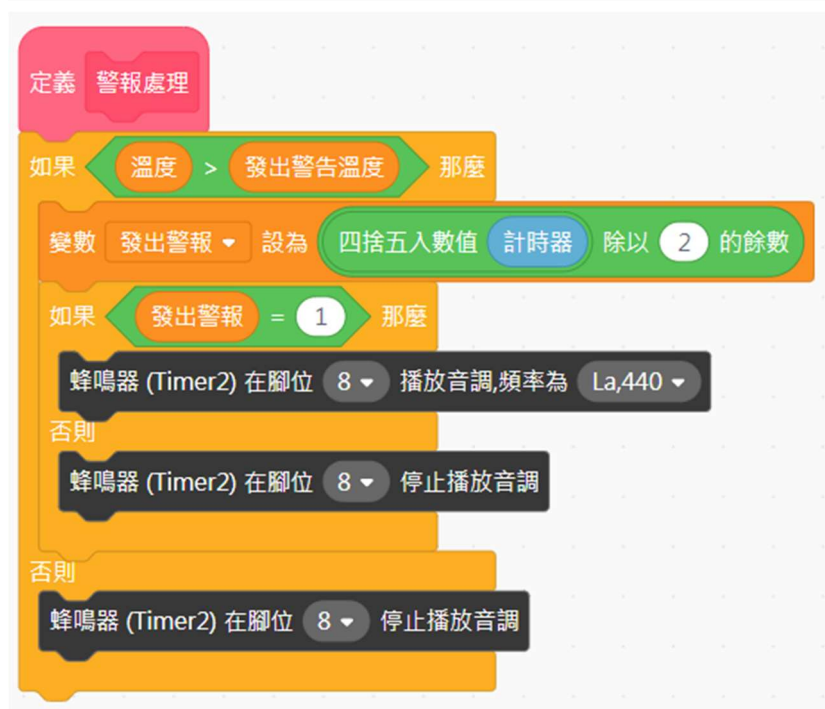 定義 警報處理
如果 溫度 > 發出警告溫度 那麼
變數 發出警報 設為 四捨五入數值 計時器 除以 2 的餘數
如果 發出警報 = 1 那麼
蜂鳴器 (Timer2) 在腳位 8 播放音調,頻率為 La,440
否則
蜂鳴器 (Timer2) 在腳位 8 停止播放音調
否則
蜂鳴器 (Timer2) 在腳位 8 停止播放音調